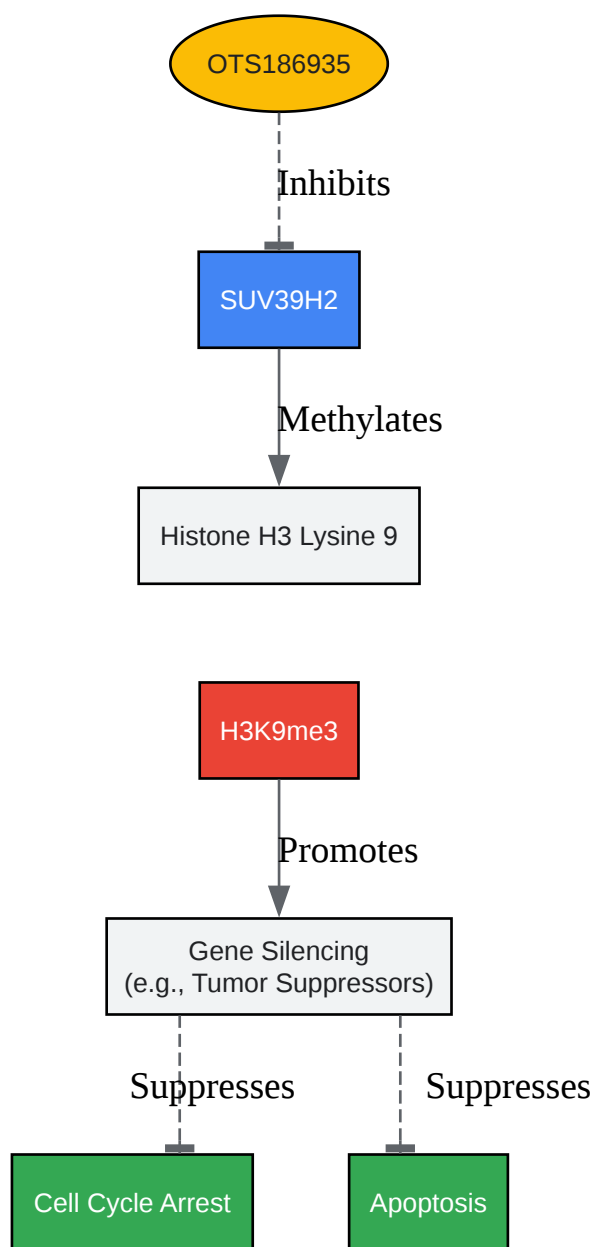 OTS186935
Inhibits
SUV39H2
Methylates
Histone H3 Lysine 9
H3K9me3
Promotes
Gene Silencing
(e.g., Tumor Suppressors)
Suppresses
Suppresses
Cell Cycle Arrest
Apoptosis